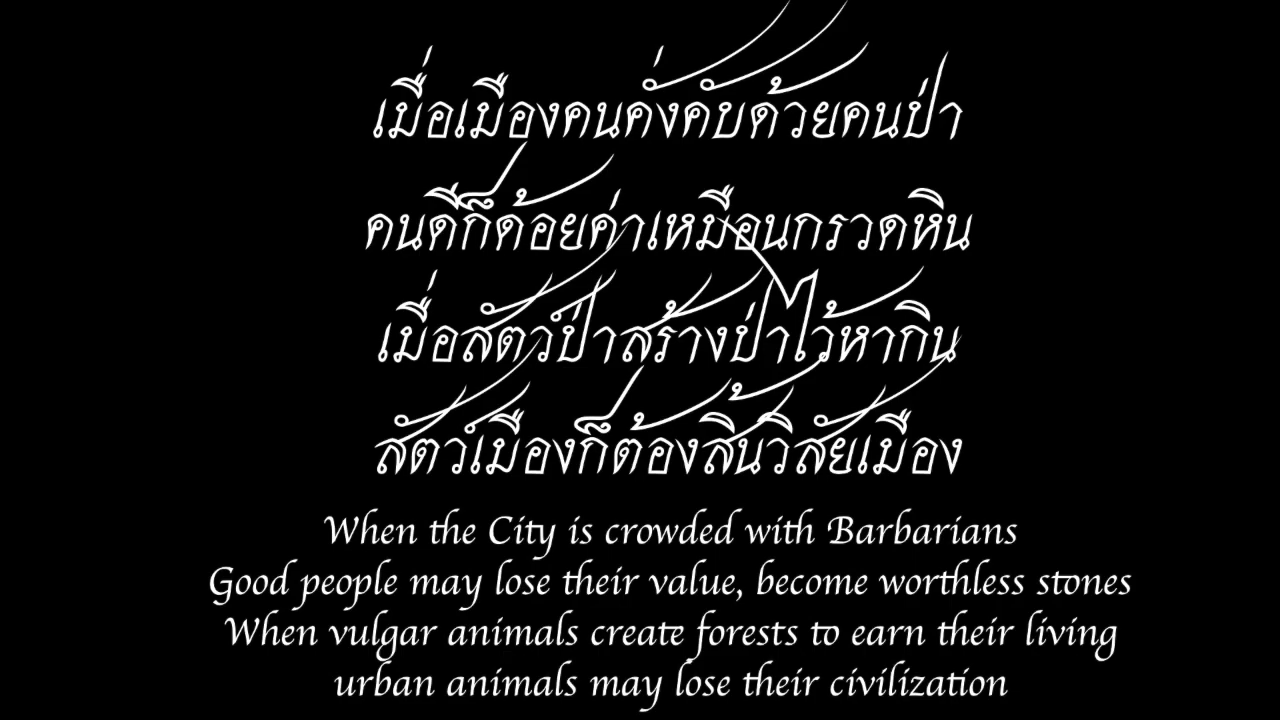 เมื่อเมืองคนคั่งคับด้วยคนป่า
คนดีก็ด้อยค่าเหมือนกรวดหิน
เมื่อสัตว์ป่าสร้างป่าไว้หากิน
สัตว์เมืองก็ต้องสิ้นวิสัยเมือง
When the City is crowded with Barbarians
Good people may lose their value, become worthless stones
When vulgar animals create forests to earn their living
urban animals may lose their civilization